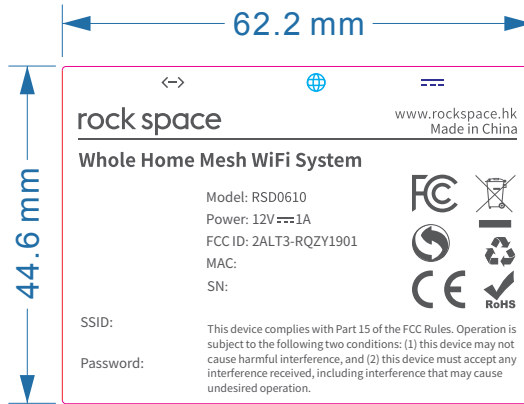 62.2 mm
44.6 mm
rock space
www.rockspace.hk
Made in China
Whole Home Mesh WiFi System
Model: RSD0610
Power: 12V⎓1A
FCC ID: 2ALT3-RQZY1901
MAC:
SN:
FC
CE
RoHS
SSID:
Password:
This device complies with Part 15 of the FCC Rules. Operation is
subject to the following two conditions: (1) this device may not
cause harmful interference, and (2) this device must accept any
interference received, including interference that may cause
undesired operation.